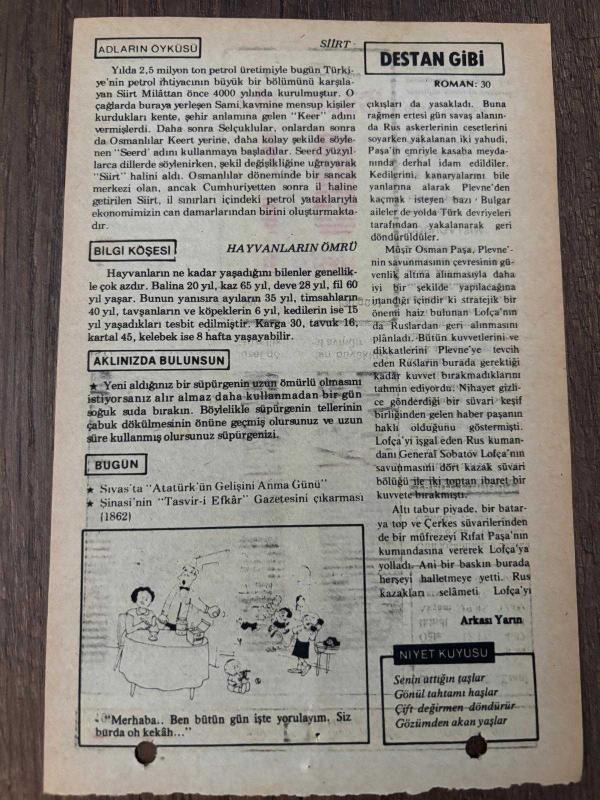 ADLARIN ÖYKÜSÜ
SİİRT -
Yılda 2,5 milyon ton petrol üretimiyle bugün Türki-
ye'nin petrol ihtiyacının büyük bir bölümünü karşıla-
yan Siirt Milâttan önce 4000 yılında kurulmuştur. O
çağlarda buraya yerleşen Sami kavmine mensup kişiler
kurdukları kente, şehir anlamına gelen "Keer" adını
vermişlerdi. Daha sonra Selçuklular, onlardan sonra
da Osmanlılar Keert yerine, daha kolay şekilde söyle-
nen "Seerd' adını kullanmaya başladılar. Seerd yüzyıl-
larca dillerde söylenirken, şekil değişikliğine uğrayarak
"Siirt" halini aldı. Osmanlılar döneminde bir sancak
merkezi olan, ancak Cumhuriyetten sonra il haline
getirilen Siirt, il sınırları içindeki petrol yataklarıyla
ekonomimizin can damarlarından birini oluşturmakta-
dır.
BİLGİ KÖŞESİ
HAYVANLARIN ÖMRÜ
Hayvanların ne kadar yaşadığını bilenler genellik-
le çok azdır. Balina 20 yıl, kaz 65 yıl, deve 28 yıl, fil 60
yıl yaşar. Bunun yanısıra ayıların 35 yıl, timsahların
40 yıl, tavşanların ve köpeklerin 6 yıl, kedilerin ise 15
yıl yaşadıkları tesbit edilmiştir. Karga 30, tavuk 16,
kartal 45, kelebek ise 8 hafta yaşayabilir.
AKLINIZDA BULUNSUN
★ Yeni aldığınız bir süpürgenin uzun ömürlü olmasını
istiyorsanız alır almaz daha kullanmadan bir gün
soğuk suda bırakın. Böylelikle süpürgenin tellerinin
çabuk dökülmesinin önüne geçmiş olursunuz ve uzun
süre kullanmış olursunuz süpürgenizi.
BUGÜN
★ Sivas'ta "Atatürk'ün Gelişini Anma Günü"
★ Şinasi'nin "Tasvir-i Efkâr" Gazetesini çıkarması
(1862)
"Merhaba.. Ben bütün gün işte yorulayım. Siz
burda oh kekâh..."
DESTAN GİBİ
ROMAN: 30
çıkışları da yasakladı. Buna
rağmen ertesi gün savaş alanın-
da Rus askerlerinin cesetlerini
soyarken yakalanan iki yahudi,
Paşa'nın emriyle kasaba meyda-
nında derhal idam edildiler.
Kedilerini, kanaryalarını bile
yanlarına alarak Plevne'den
kaçmak isteyen bazı Bulgar
aileler de yolda Türk devriyeleri
tarafından yakalanarak geri
döndürüldüler.
Müşir Osman Paşa, Plevne'-
nin savunmasının çevresinin gü-
venlik altına alınmasıyla daha
iyi bir şekilde yapılacağına
inandığı içindir ki stratejik bir
önemi haiz bulunan Lofça'nın
da Ruslardan geri alınmasını
plânladı. Bütün kuvvetlerini ve
dikkatlerini Plevne'ye tevcih
eden Rusların burada gerektiği
kadar kuvvet bırakmadıklarını
tahmin ediyordu. Nihayet gizli-
ce gönderdiği bir süvari keşif
birliğinden gelen haber paşanın
haklı olduğunu göstermişti.
Lofça'yı işgal eden Rus kuman-
danı General Sobatov Lofça'nın
savunmasını dört kazak süvari
bölüğü ile iki toptan ibaret bir
kuvvete bırakmıştı.
Altı tabur piyade, bir batar-
ya top ve Çerkes süvarilerinden
de bir müfrezeyi Rıfat Paşa'nın
kumandasına vererek Lofça'ya
yolladı. Ani bir baskın burada
herşeyi halletmeye yetti. Rus
kazakları selâmeti Lofça'yı
Arkası Yarın
NİYET KUYUSU
Senin attığın taşlar
Gönül tahtamı haşlar
Çift değirmen döndürür
Gözümden akan yaşlar